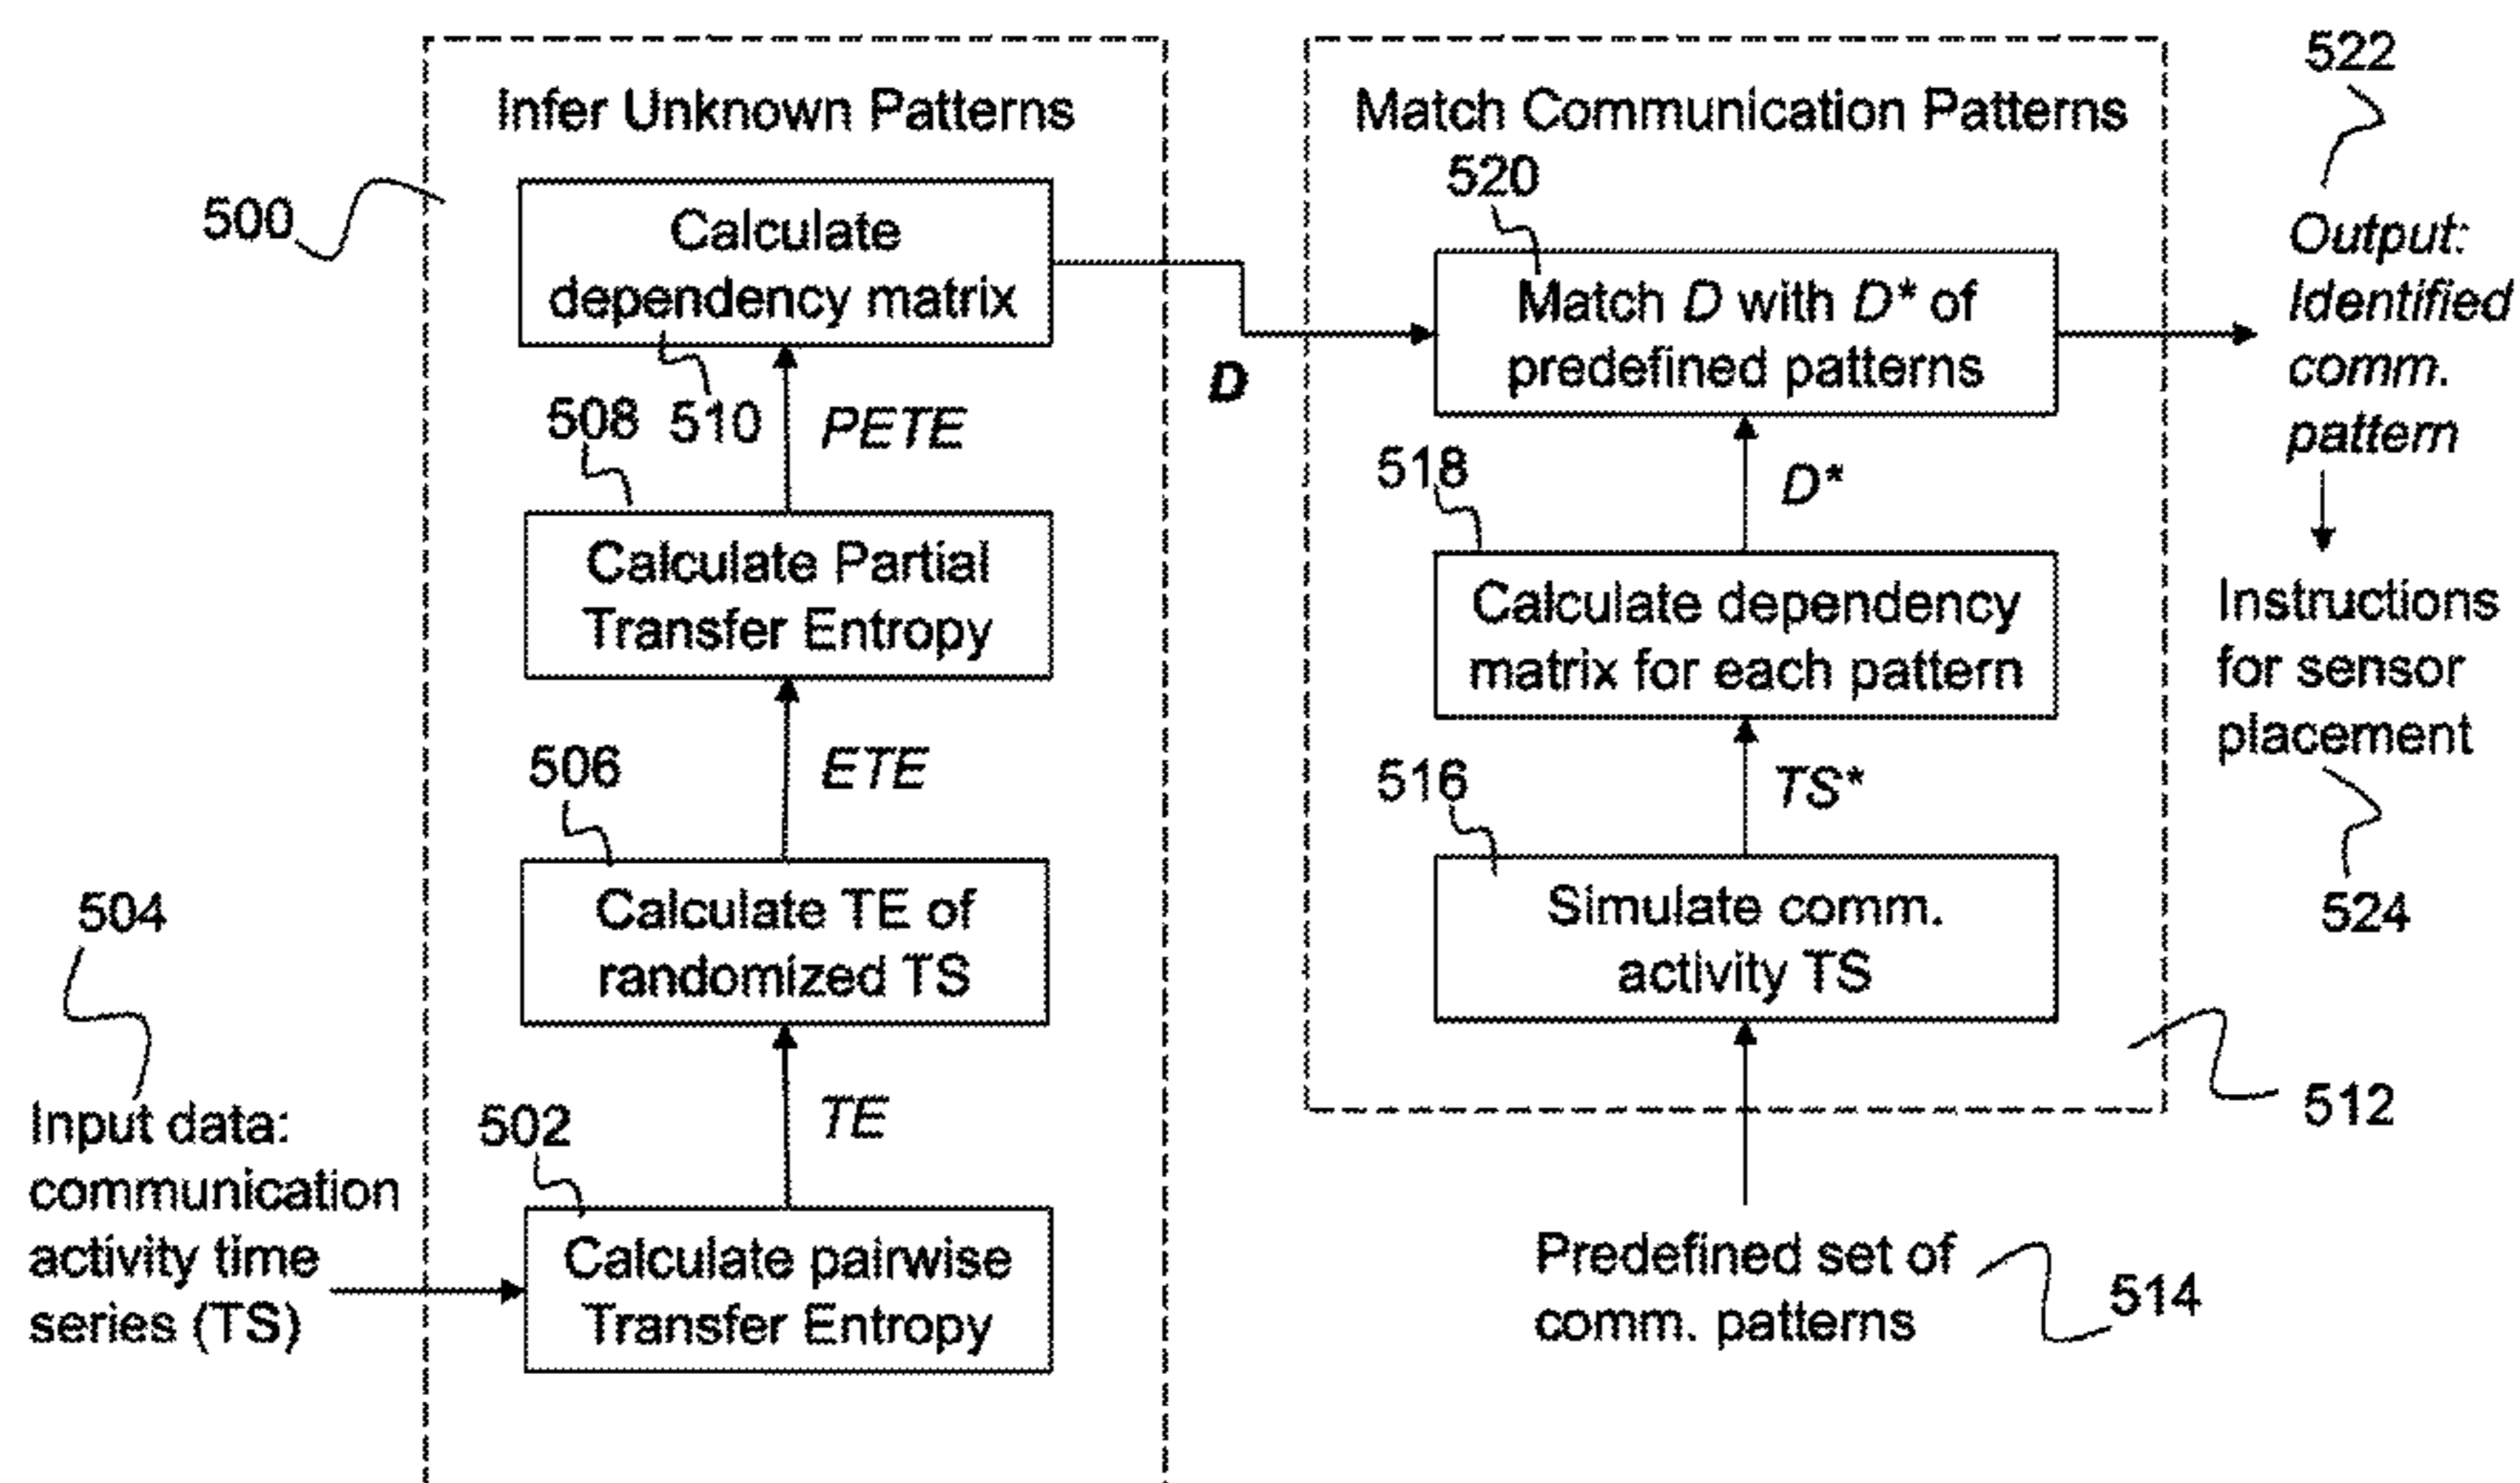 Infer Unknown Patterns
500
Calculate
dependency matrix
510
PETE
508
Calculate Partial
Transfer Entropy
506
ETE
Calculate TE of
randomized TS
504
Input data:
communication
activity time
series (TS)
502
TE
Calculate pairwise
Transfer Entropy
D
Match Communication Patterns
520
Match D with D* of
predefined patterns
518
D*
Calculate dependency
matrix for each pattern
516
TS*
Simulate comm.
activity TS
512
Predefined set of
comm. patterns
514
522
Output:
Identified
comm.
pattern
Instructions
for sensor
placement
524